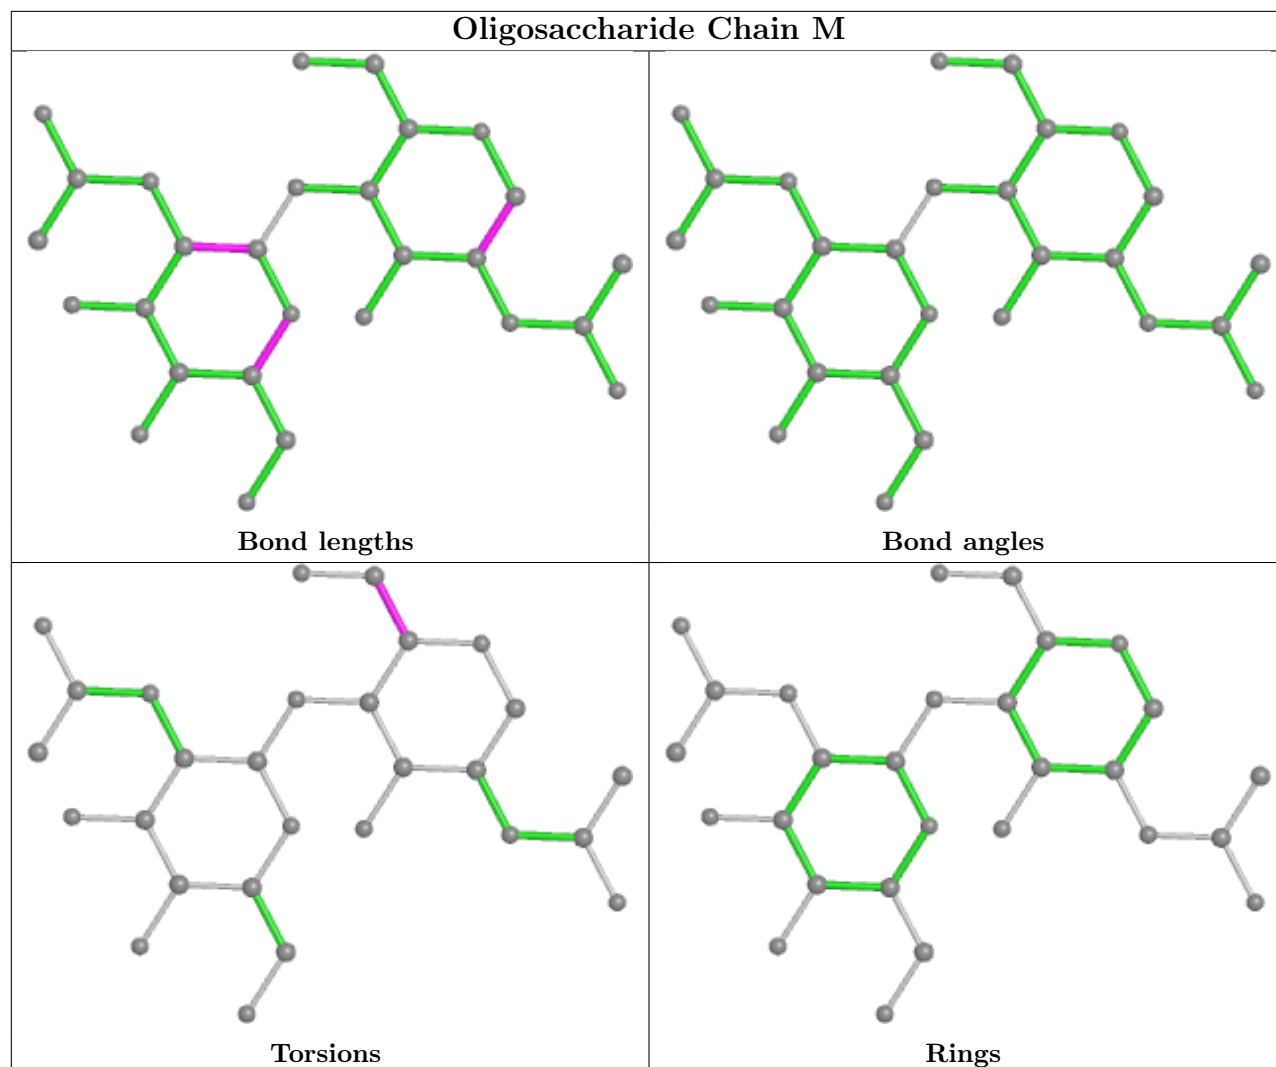 Oligosaccharide Chain M
Bond lengths
Bond angles
Torsions
Rings